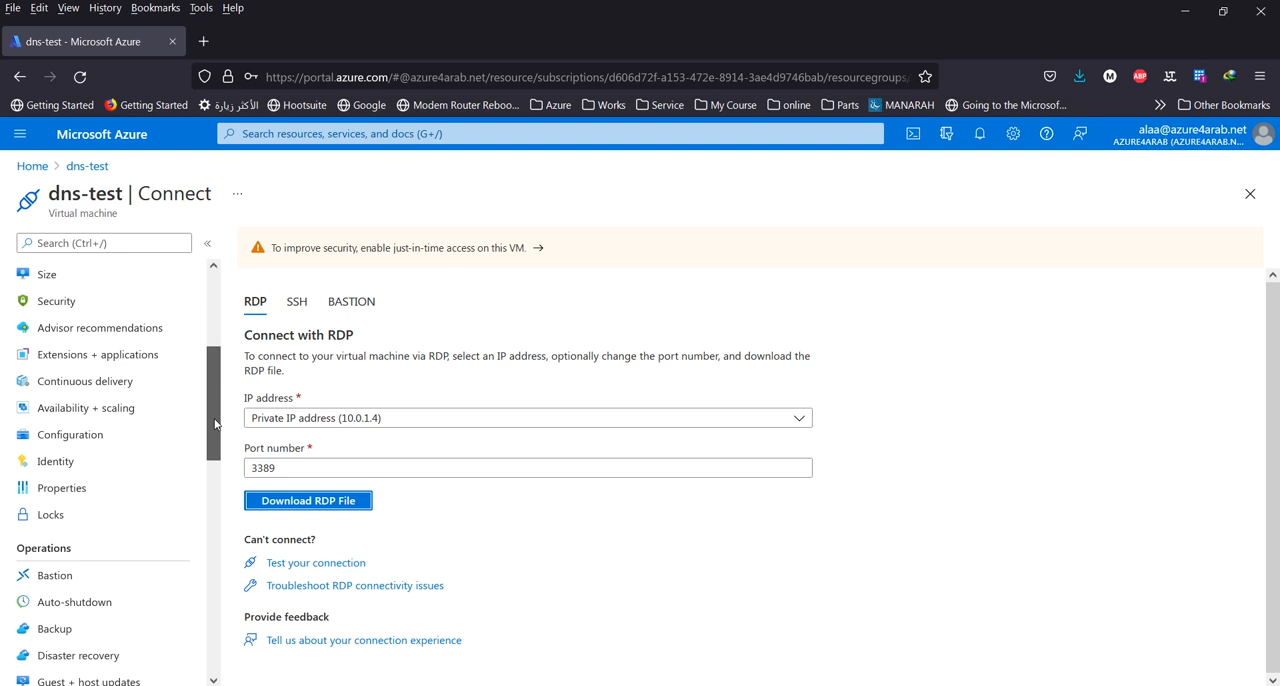 File Edit View History Bookmarks Tools Help
dns-test - Microsoft Azure
https://portal.azure.com/#@azure4arab.net/resource/subscriptions/d606d72f-a153-472e-8914-3ae4d9746bab/resourcegroups/
Getting Started Getting Started الأكثر زيارة Hootsuite Google Modem Router Reboo... Azure Works Service My Course online Parts MANARAH Going to the Microsof... Other Bookmarks
Microsoft Azure
Search resources, services, and docs (G+/)
alaa@azure4arab.net
AZURE4ARAB (AZURE4ARAB.N...
Home > dns-test
dns-test | Connect ...
Virtual machine
Search (Ctrl+/)
«
Size
Security
Advisor recommendations
Extensions + applications
Continuous delivery
Availability + scaling
Configuration
Identity
Properties
Locks
Operations
Bastion
Auto-shutdown
Backup
Disaster recovery
Guest + host updates
To improve security, enable just-in-time access on this VM. →
RDP SSH BASTION
Connect with RDP
To connect to your virtual machine via RDP, select an IP address, optionally change the port number, and download the
RDP file.
IP address *
Private IP address (10.0.1.4)
Port number *
3389
Download RDP File
Can't connect?
Test your connection
Troubleshoot RDP connectivity issues
Provide feedback
Tell us about your connection experience